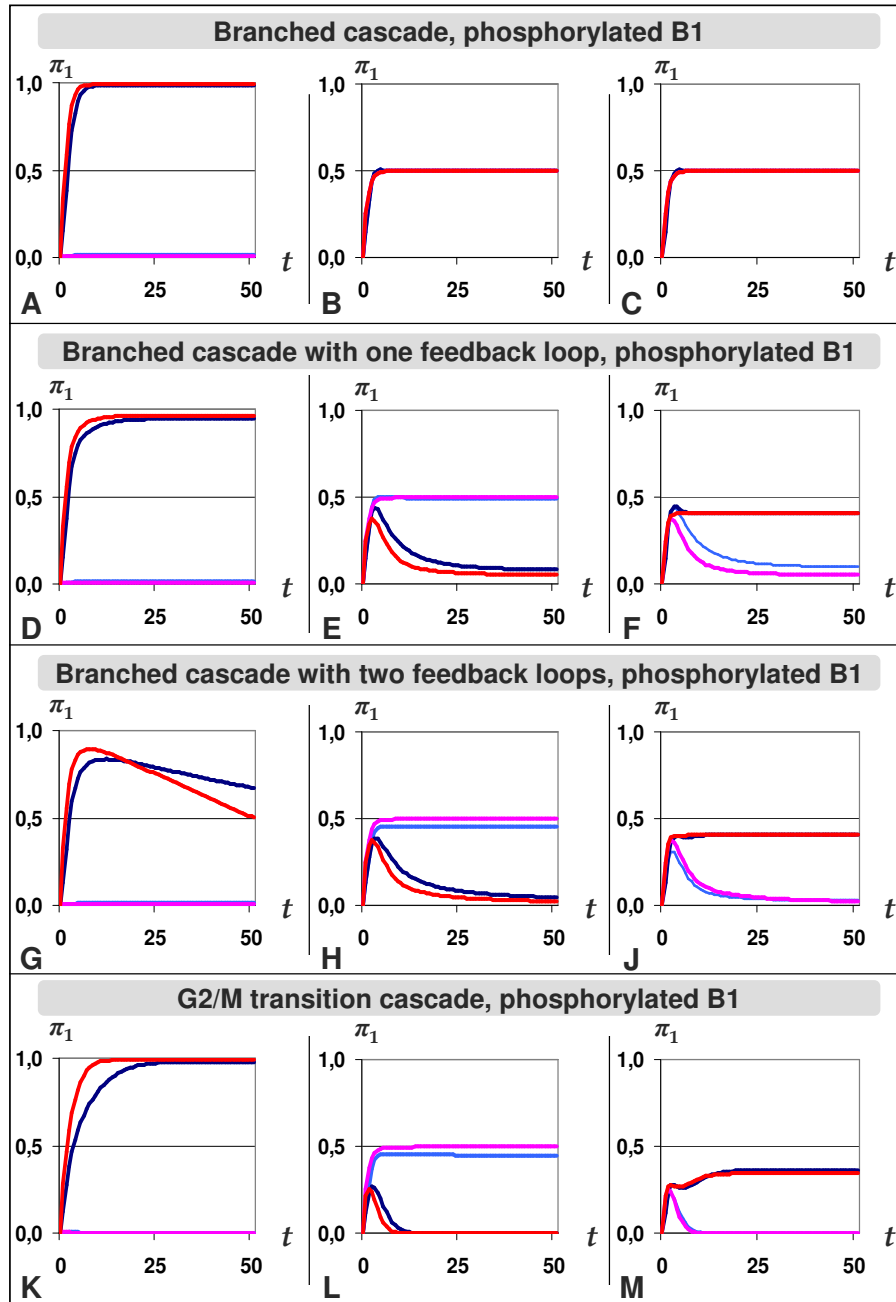 Branched cascade, phosphorylated B1
π1 π1 π1
1,0 1,0 1,0
0,5 0,5 0,5
0,0 0,0 0,0
t t t
0 25 50 0 25 50 0 25 50
A B C
Branched cascade with one feedback loop, phosphorylated B1
π1 π1 π1
1,0 1,0 1,0
0,5 0,5 0,5
0,0 0,0 0,0
t t t
0 25 50 0 25 50 0 25 50
D E F
Branched cascade with two feedback loops, phosphorylated B1
π1 π1 π1
1,0 1,0 1,0
0,5 0,5 0,5
0,0 0,0 0,0
t t t
0 25 50 0 25 50 0 25 50
G H J
G2/M transition cascade, phosphorylated B1
π1 π1 π1
1,0 1,0 1,0
0,5 0,5 0,5
0,0 0,0 0,0
t t t
0 25 50 0 25 50 0 25 50
K L M